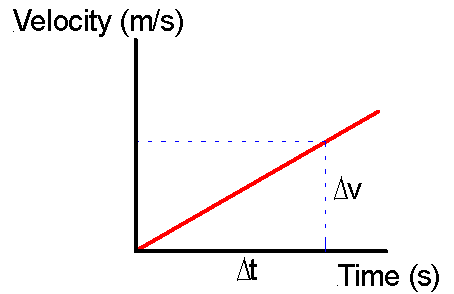 Velocity (m/s)
Δv
Δt
Time (s)